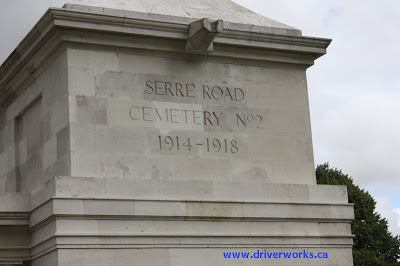 SERRE ROAD
CEMETERY Nº2
1914-1918
www.driverworks.ca